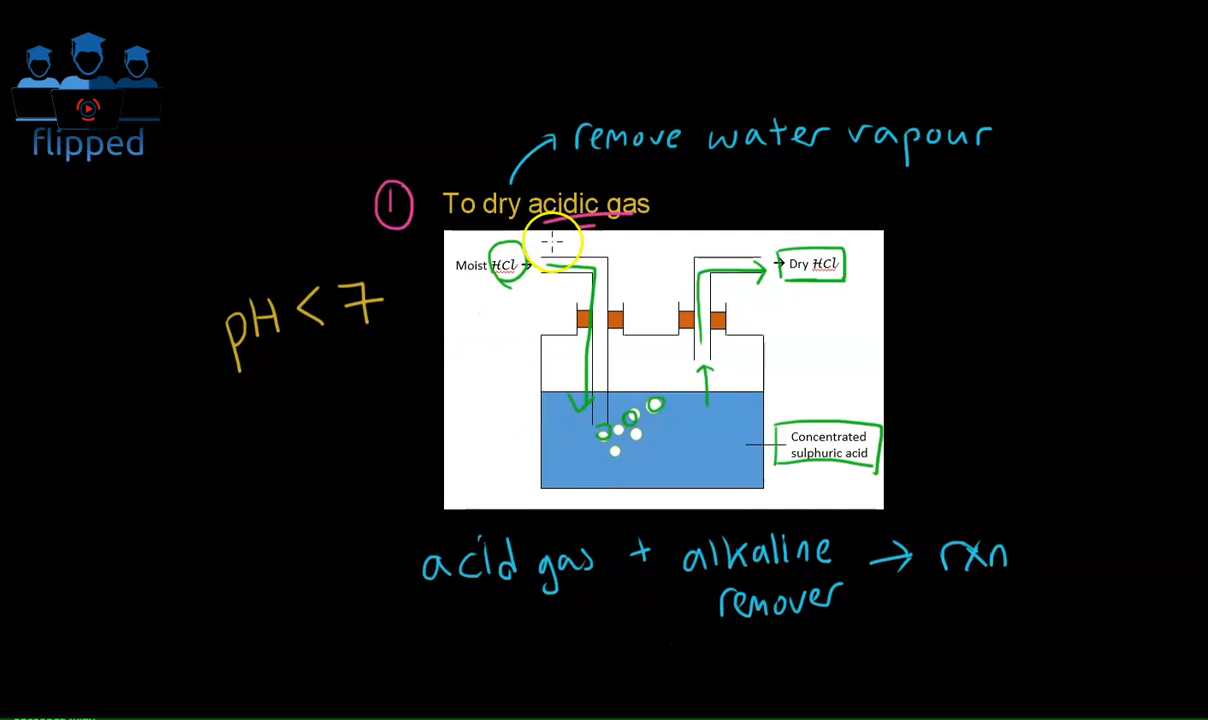 flipped
remove water vapour
1 To dry acidic gas
Moist HCl →
→ Dry HCl
pH < 7
Concentrated
sulphuric acid
acid gas + alkaline → rxn
remover